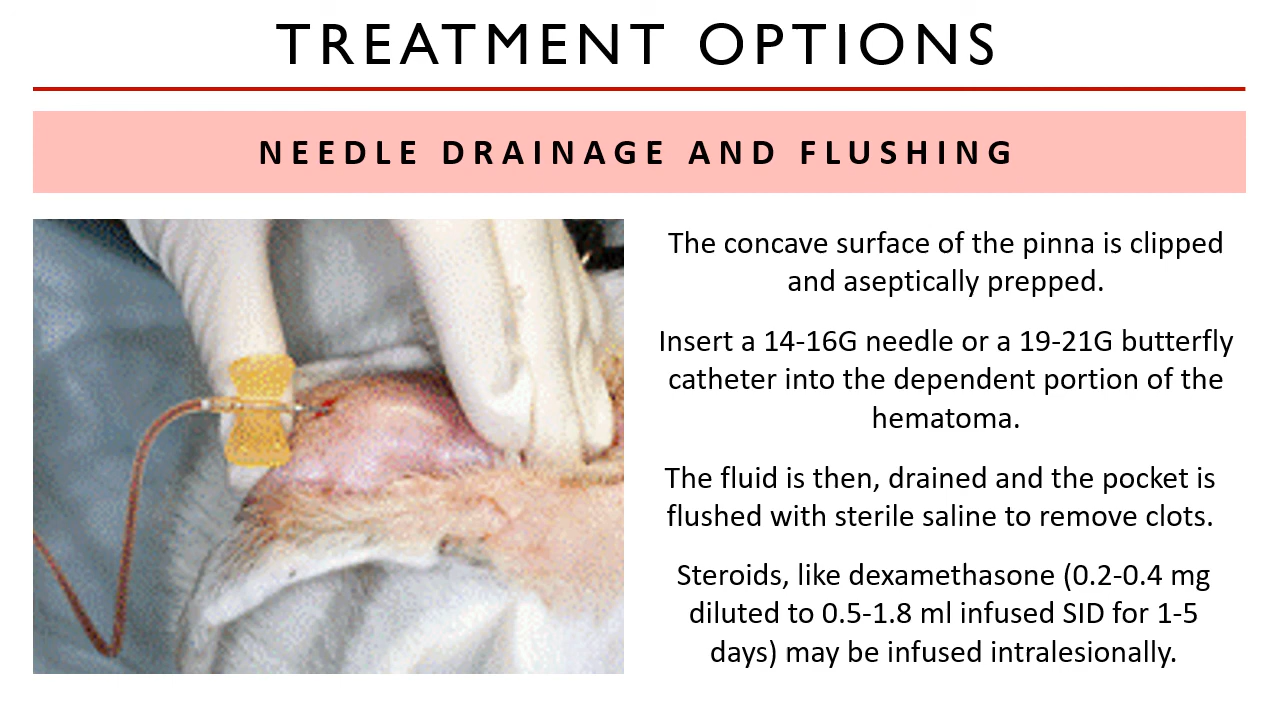 TREATMENT OPTIONS
NEEDLE DRAINAGE AND FLUSHING
The concave surface of the pinna is clipped
and aseptically prepped.
Insert a 14-16G needle or a 19-21G butterfly
catheter into the dependent portion of the
hematoma.
The fluid is then, drained and the pocket is
flushed with sterile saline to remove clots.
Steroids, like dexamethasone (0.2-0.4 mg
diluted to 0.5-1.8 ml infused SID for 1-5
days) may be infused intralesionally.